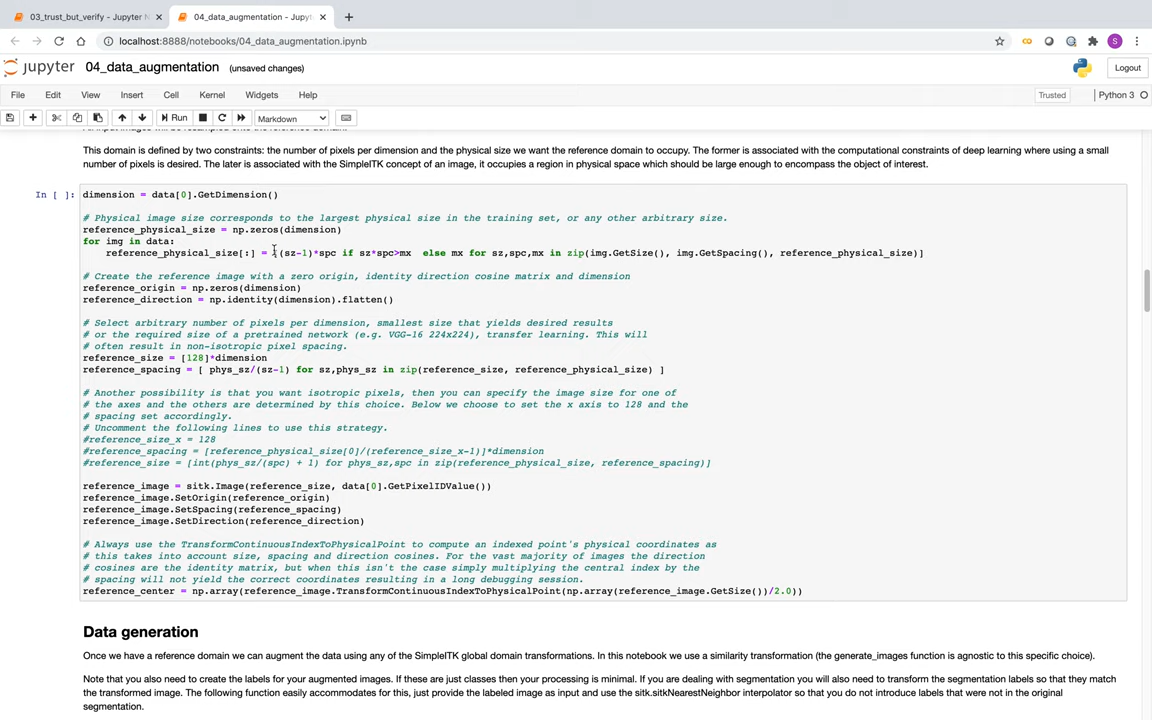 03_trust_but_verify - Jupyter N
04_data_augmentation - Jupyt
localhost:8888/notebooks/04_data_augmentation.ipynb
S
jupyter 04_data_augmentation (unsaved changes)
Logout
File Edit View Insert Cell Kernel Widgets Help
Trusted
Python 3
Run
Markdown
All input images will be resampled onto the reference domain.
This domain is defined by two constraints: the number of pixels per dimension and the physical size we want the reference domain to occupy. The former is associated with the computational constraints of deep learning where using a small
number of pixels is desired. The later is associated with the SimpleITK concept of an image, it occupies a region in physical space which should be large enough to encompass the object of interest.
In [ ]: dimension = data[0].GetDimension()
# Physical image size corresponds to the largest physical size in the training set, or any other arbitrary size.
reference_physical_size = np.zeros(dimension)
for img in data:
reference_physical_size[:] = [(sz-1)*spc if sz*spc>mx else mx for sz,spc,mx in zip(img.GetSize(), img.GetSpacing(), reference_physical_size)]
# Create the reference image with a zero origin, identity direction cosine matrix and dimension
reference_origin = np.zeros(dimension)
reference_direction = np.identity(dimension).flatten()
# Select arbitrary number of pixels per dimension, smallest size that yields desired results
# or the required size of a pretrained network (e.g. VGG-16 224x224), transfer learning. This will
# often result in non-isotropic pixel spacing.
reference_size = [128]*dimension
reference_spacing = [ phys_sz/(sz-1) for sz,phys_sz in zip(reference_size, reference_physical_size) ]
# Another possibility is that you want isotropic pixels, then you can specify the image size for one of
# the axes and the others are determined by this choice. Below we choose to set the x axis to 128 and the
# spacing set accordingly.
# Uncomment the following lines to use this strategy.
#reference_size_x = 128
#reference_spacing = [reference_physical_size[0]/(reference_size_x-1)]*dimension
#reference_size = [int(phys_sz/(spc) + 1) for phys_sz,spc in zip(reference_physical_size, reference_spacing)]
reference_image = sitk.Image(reference_size, data[0].GetPixelIDValue())
reference_image.SetOrigin(reference_origin)
reference_image.SetSpacing(reference_spacing)
reference_image.SetDirection(reference_direction)
# Always use the TransformContinuousIndexToPhysicalPoint to compute an indexed point's physical coordinates as
# this takes into account size, spacing and direction cosines. For the vast majority of images the direction
# cosines are the identity matrix, but when this isn't the case simply multiplying the central index by the
# spacing will not yield the correct coordinates resulting in a long debugging session.
reference_center = np.array(reference_image.TransformContinuousIndexToPhysicalPoint(np.array(reference_image.GetSize())/2.0))
Data generation
Once we have a reference domain we can augment the data using any of the SimpleITK global domain transformations. In this notebook we use a similarity transformation (the generate_images function is agnostic to this specific choice).
Note that you also need to create the labels for your augmented images. If these are just classes then your processing is minimal. If you are dealing with segmentation you will also need to transform the segmentation labels so that they match
the transformed image. The following function easily accommodates for this, just provide the labeled image as input and use the sitk.sitkNearestNeighbor interpolator so that you do not introduce labels that were not in the original
segmentation.